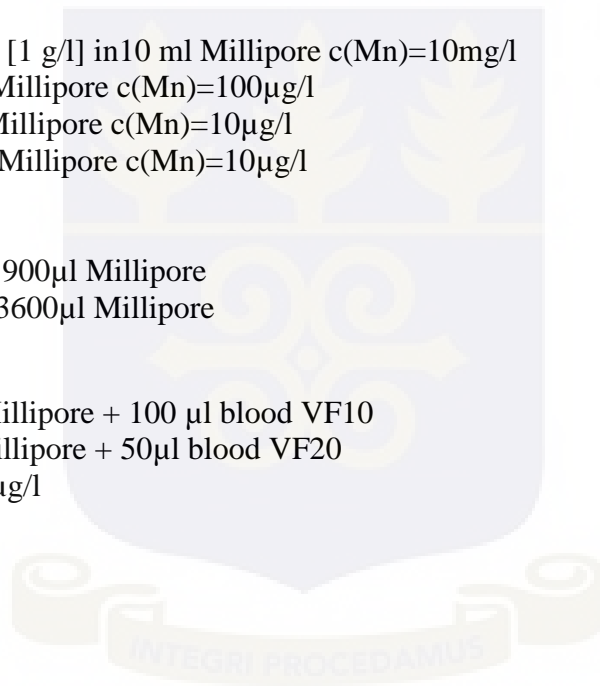 [1 g/l] in10 ml Millipore c(Mn)=10mg/l
Millipore c(Mn)=100µg/l
Millipore c(Mn)=10µg/l
Millipore c(Mn)=10µg/l
900µl Millipore
3600µl Millipore
Millipore + 100 µl blood VF10
Millipore + 50µl blood VF20
µg/l
INTEGRI PROCEDAMUS